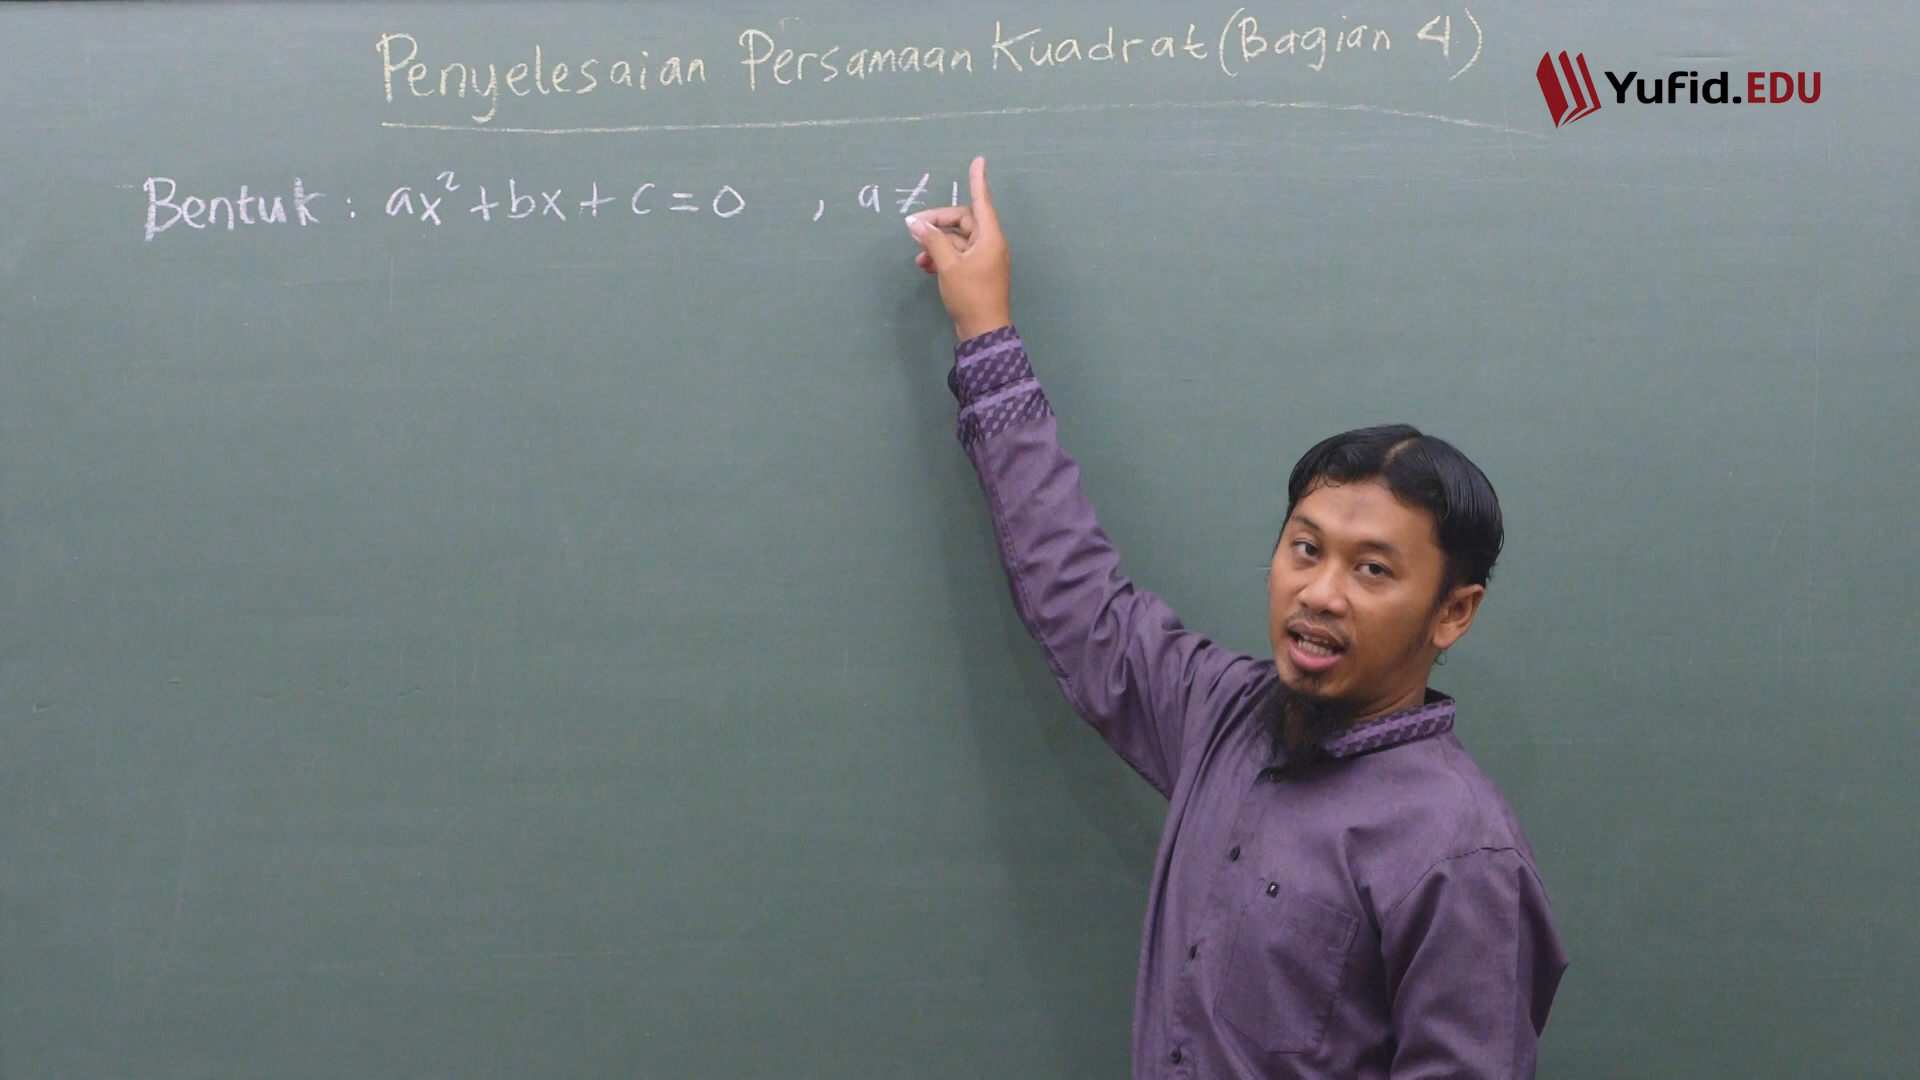 Penyelesaian Persamaan Kuadrat (Bagian 4)
Yufid.EDU
Bentuk : ax² + bx + c = 0 , a ≠ 1